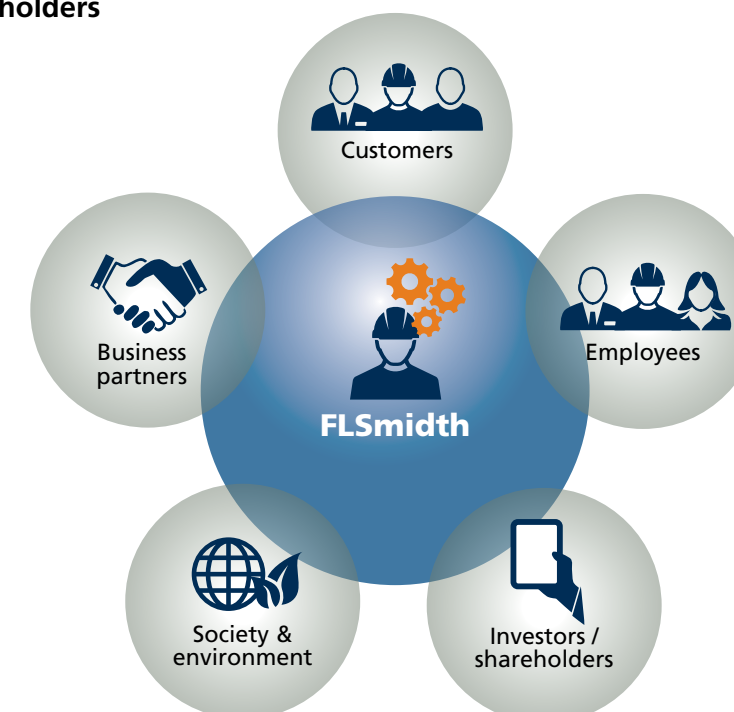 holders
Customers
Business
partners
Employees
FLSmidth
Society &
environment
Investors /
shareholders